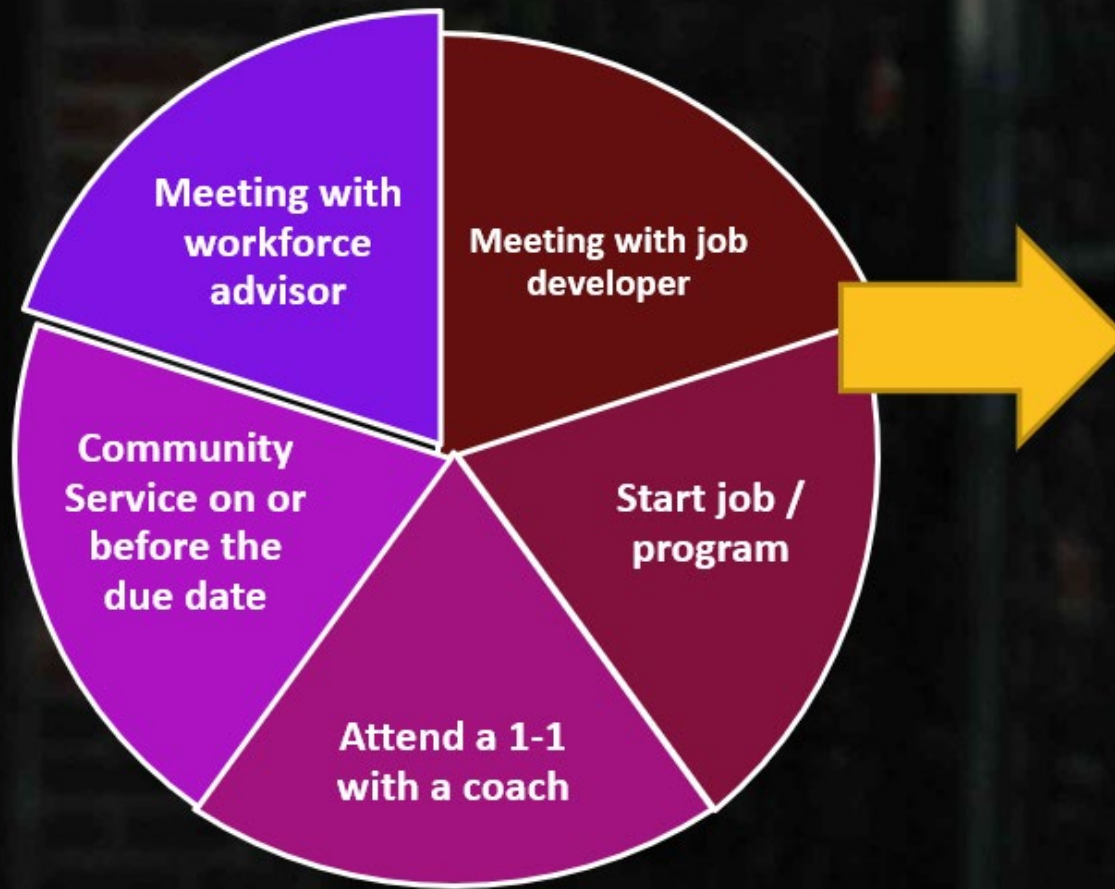 Meeting with
workforce
advisor
Meeting with job
developer
Community
Service on or
before the
due date
Start job /
program
Attend a 1-1
with a coach